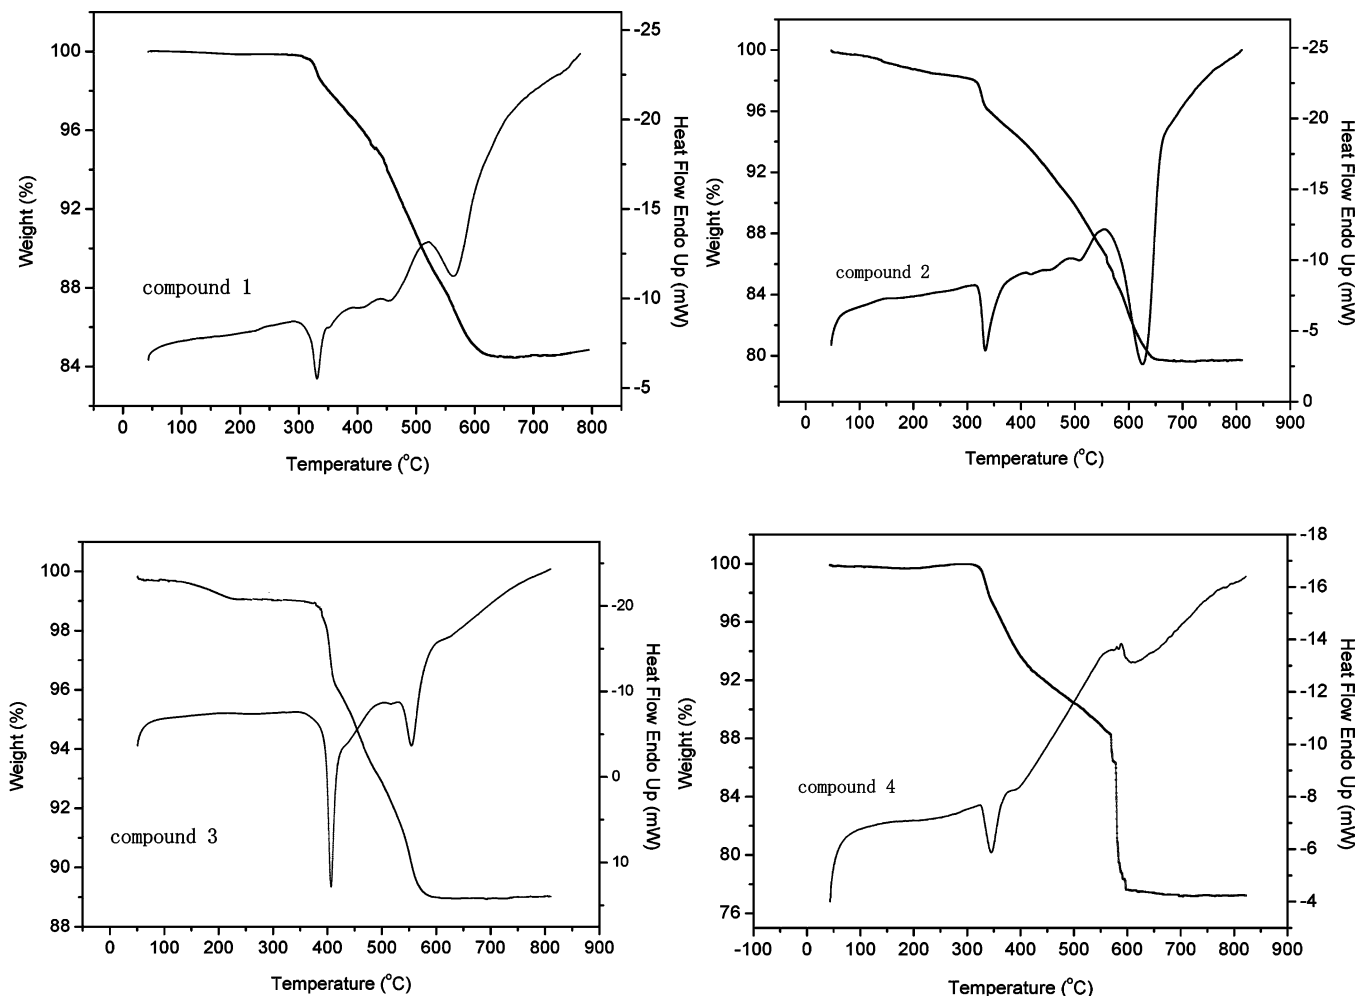 100
96
92
88
84
Weight (%)
-25
-20
-15
-10
-5
Heat Flow Endo Up (mW)
compound 1
0 100 200 300 400 500 600 700 800
Temperature (°C)
100
96
92
88
84
80
Weight (%)
-25
-20
-15
-10
-5
0
Heat Flow Endo Up (mW)
compound 2
0 100 200 300 400 500 600 700 800 900
Temperature (°C)
100
98
96
94
92
90
88
Weight (%)
-20
-10
0
10
Heat Flow Endo Up (mW)
compound 3
0 100 200 300 400 500 600 700 800 900
Temperature (°C)
100
96
92
88
84
80
76
Weight (%)
-18
-16
-14
-12
-10
-8
-6
-4
Heat Flow Endo Up (mW)
compound 4
-100 0 100 200 300 400 500 600 700 800 900
Temperature (°C)